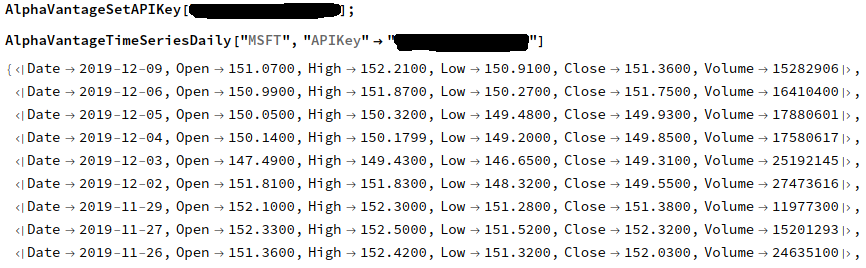 AlphaVantageSetAPIKey[];
AlphaVantageTimeSeriesDaily["MSFT", "APIKey" → ""]
{<|Date → 2019-12-09, Open → 151.0700, High → 152.2100, Low → 150.9100, Close → 151.3600, Volume → 15282906|>,
<|Date → 2019-12-06, Open → 150.9900, High → 151.8700, Low → 150.2700, Close → 151.7500, Volume → 16410400|>,
<|Date → 2019-12-05, Open → 150.0500, High → 150.3200, Low → 149.4800, Close → 149.9300, Volume → 17880601|>,
<|Date → 2019-12-04, Open → 150.1400, High → 150.1799, Low → 149.2000, Close → 149.8500, Volume → 17580617|>,
<|Date → 2019-12-03, Open → 147.4900, High → 149.4300, Low → 146.6500, Close → 149.3100, Volume → 25192145|>,
<|Date → 2019-12-02, Open → 151.8100, High → 151.8300, Low → 148.3200, Close → 149.5500, Volume → 27473616|>,
<|Date → 2019-11-29, Open → 152.1000, High → 152.3000, Low → 151.2800, Close → 151.3800, Volume → 11977300|>,
<|Date → 2019-11-27, Open → 152.3300, High → 152.5000, Low → 151.5200, Close → 152.3200, Volume → 15201293|>,
<|Date → 2019-11-26, Open → 151.3600, High → 152.4200, Low → 151.3200, Close → 152.0300, Volume → 24635100|>,